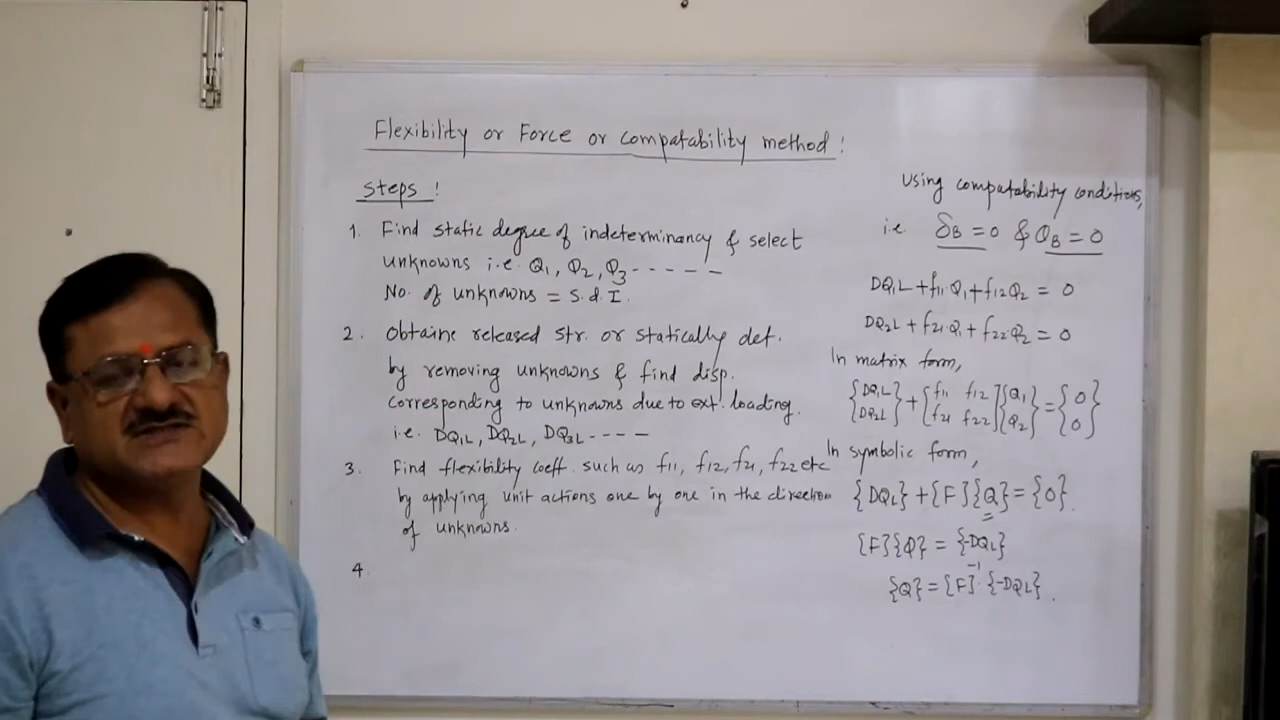 Flexibility or Force or compatability method :
Steps :
1. Find static degree of indeterminancy & select
unknowns i.e. Q1, Q2, Q3 ------
No. of unknowns = S.d.I.
2. Obtaine released str. or statically det.
by removing unknowns & find disp.
corresponding to unknowns due to ext. loading.
i.e. DQ1L, DQ2L, DQ3L ----
3. Find flexibility coeff. such as f11, f12, f21, f22 etc
by applying unit actions one by one in the direction
of unknowns.
4
Using compatability conditions,
i.e. δB = 0 & θB = 0
DQ1L + f11.Q1 + f12Q2 = 0
DQ2L + f21.Q1 + f22.Q2 = 0
In matrix form,
{DQ1L DQ2L} + [f11 f12 f21 f22] {Q1 Q2} = {0 0}
In symbolic form,
{DQL} + [F]{Q} = {0}.
[F]{Q} = {-DQL}
{Q} = [F]⁻¹ {-DQL}.